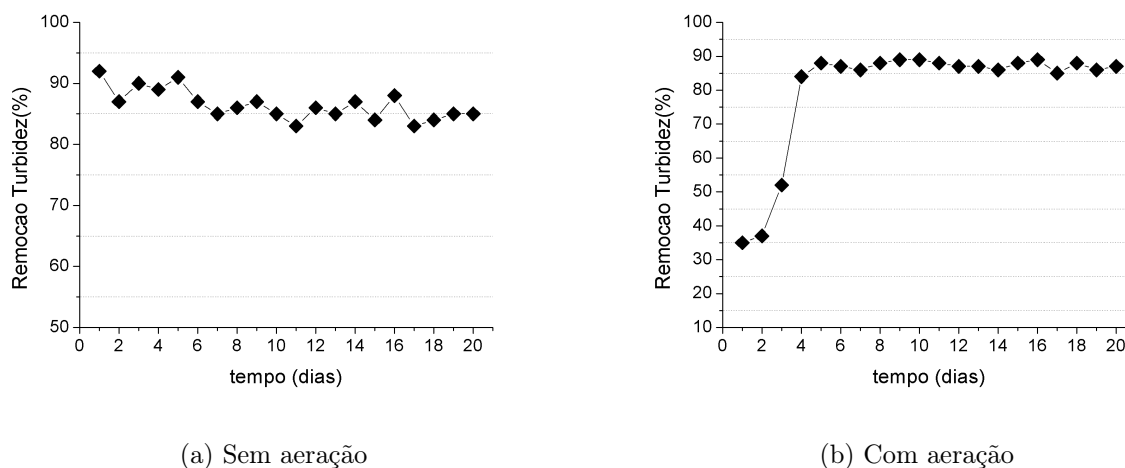 100
90
80
70
60
50
Remocao Turbidez(%)
0 2 4 6 8 10 12 14 16 18 20
tempo (dias)
(a) Sem aeração
100
90
80
70
60
50
40
30
20
10
Remocao Turbidez(%)
0 2 4 6 8 10 12 14 16 18 20
tempo (dias)
(b) Com aeração